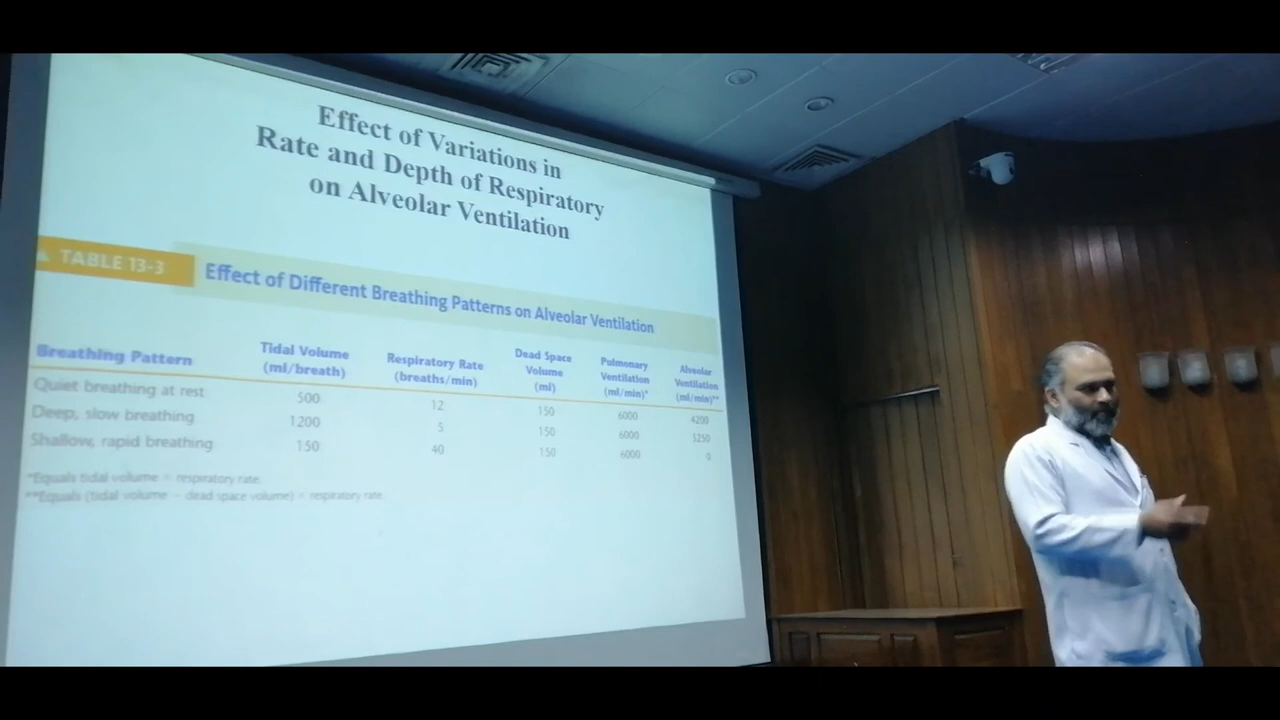 Effect of Variations in
Rate and Depth of Respiratory
on Alveolar Ventilation
TABLE 13-3 Effect of Different Breathing Patterns on Alveolar Ventilation
Breathing Pattern Tidal Volume (ml/breath) Respiratory Rate (breaths/min) Dead Space Volume (ml) Pulmonary Ventilation (ml/min)* Alveolar Ventilation (ml/min)**
Quiet breathing at rest 500 12 150 6000 4200
Deep, slow breathing 1200 5 150 6000 5250
Shallow, rapid breathing 150 40 150 6000 0
*Equals tidal volume × respiratory rate.
**Equals (tidal volume − dead space volume) × respiratory rate.